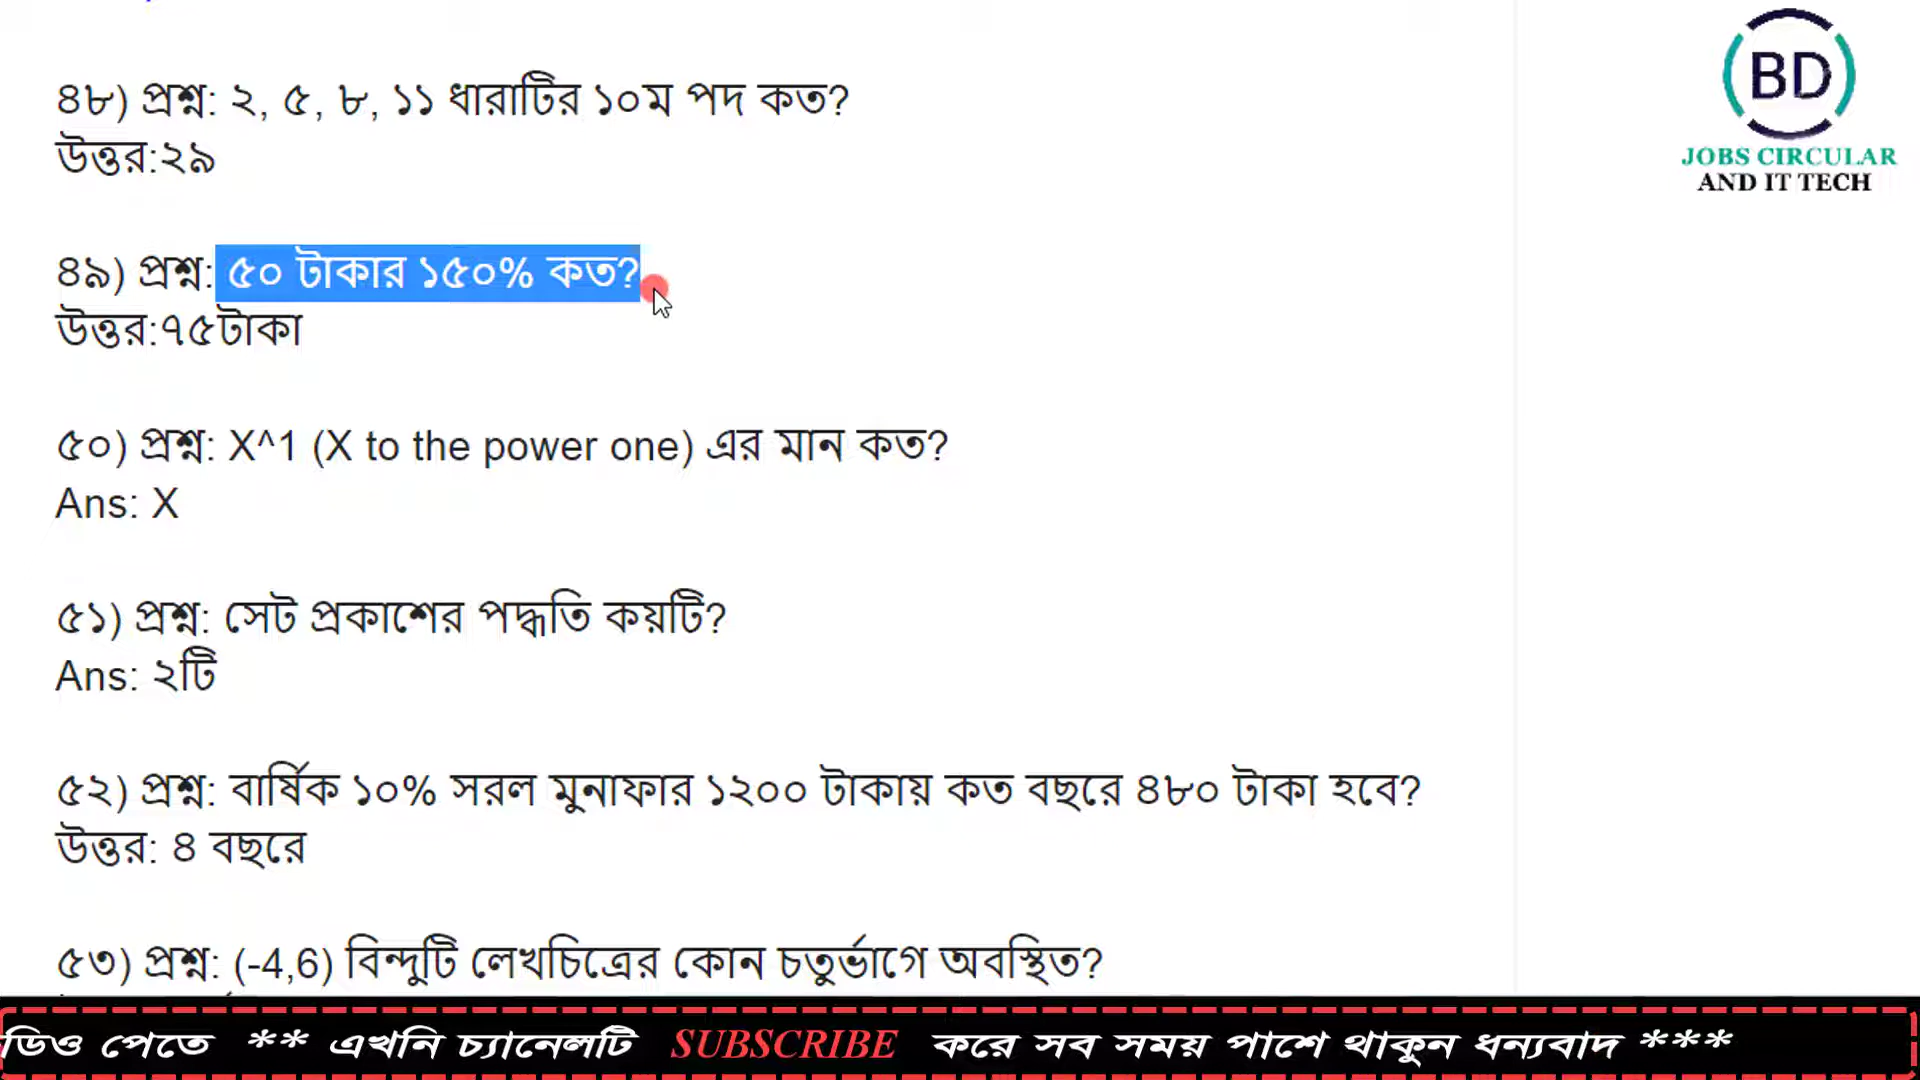 ৪৮) প্রশ্ন: ২, ৫, ৮, ১১ ধারাটির ১০ম পদ কত?
উত্তর:২৯
৪৯) প্রশ্ন: ৫০ টাকার ১৫০% কত?
উত্তর:৭৫টাকা
৫০) প্রশ্ন: X^1 (X to the power one) এর মান কত?
Ans: X
৫১) প্রশ্ন: সেট প্রকাশের পদ্ধতি কয়টি?
Ans: ২টি
৫২) প্রশ্ন: বার্ষিক ১০% সরল মুনাফার ১২০০ টাকায় কত বছরে ৪৮০ টাকা হবে?
উত্তর: ৪ বছরে
৫৩) প্রশ্ন: (-4,6) বিন্দুটি লেখচিত্রের কোন চতুর্ভাগে অবস্থিত?
BD
JOBS CIRCULAR
AND IT TECH
ডিও পেতে ** এখনি চ্যানেলটি SUBSCRIBE করে সব সময় পাশে থাকুন ধন্যবাদ ***